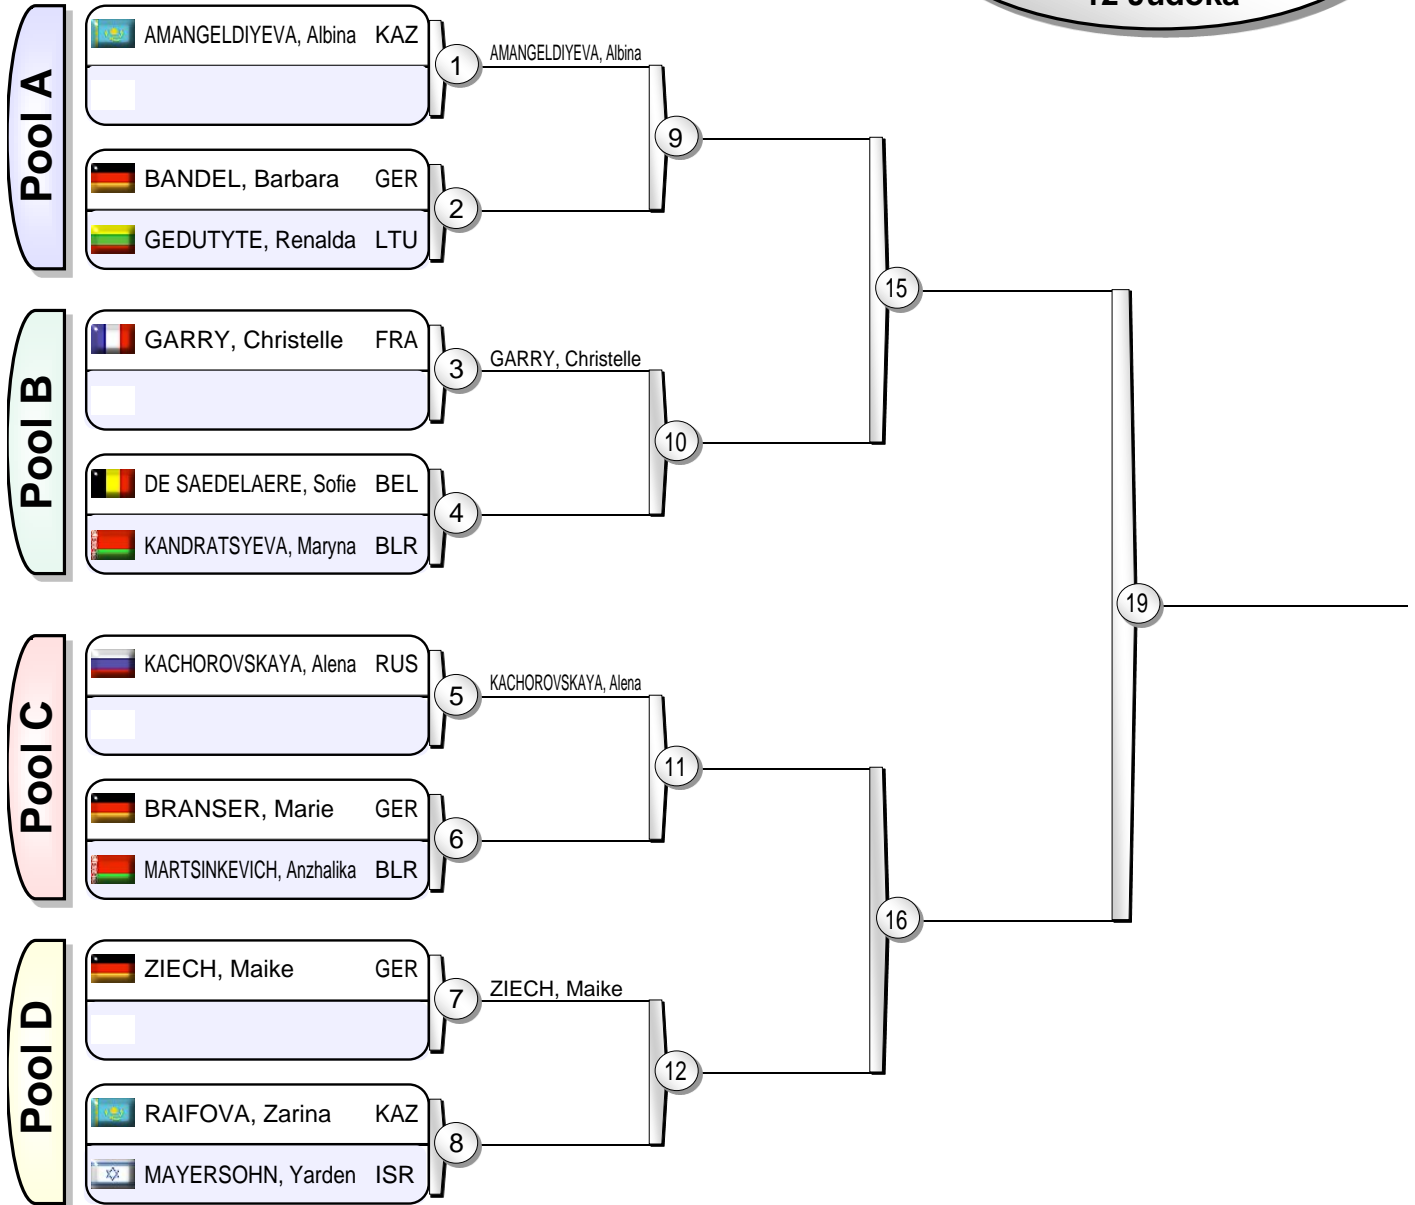 12 Judoka
Pool A
AMANGELDIYEVA, Albina KAZ
1
AMANGELDIYEVA, Albina
9
BANDEL, Barbara GER
2
GEDUTYTE, Renalda LTU
15
Pool B
GARRY, Christelle FRA
3
GARRY, Christelle
10
DE SAEDELAERE, Sofie BEL
4
KANDRATSYEVA, Maryna BLR
19
Pool C
KACHOROVSKAYA, Alena RUS
5
KACHOROVSKAYA, Alena
11
BRANSER, Marie GER
6
MARTSINKEVICH, Anzhalika BLR
16
Pool D
ZIECH, Maike GER
7
ZIECH, Maike
12
RAIFOVA, Zarina KAZ
8
MAYERSOHN, Yarden ISR